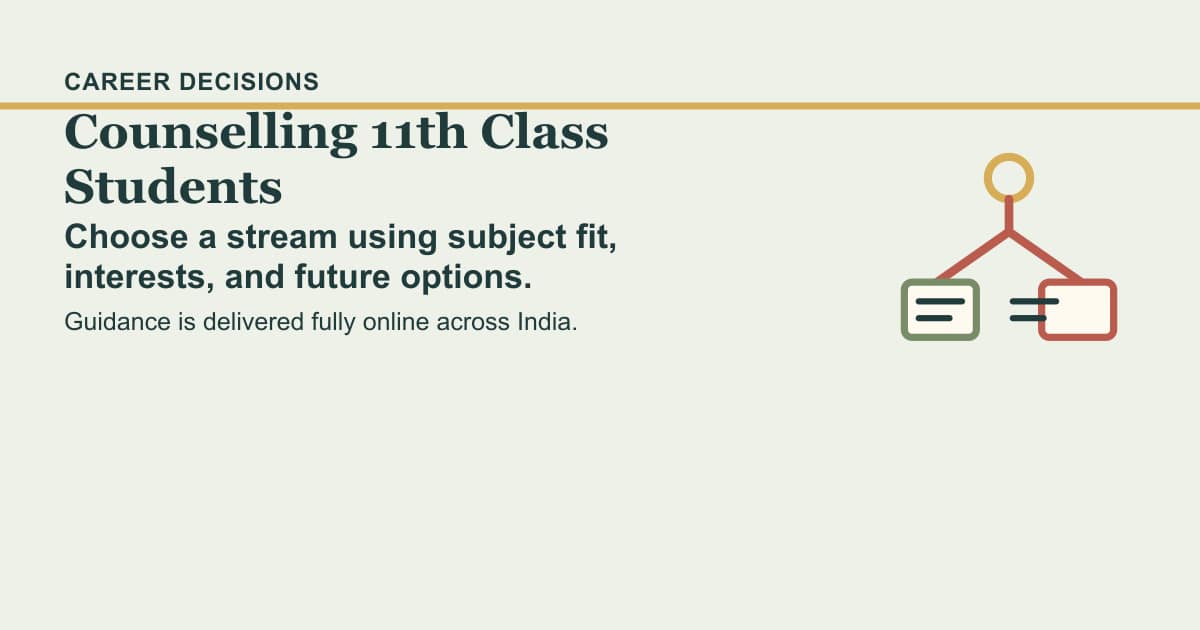 CAREER DECISIONS
Counselling 11th Class
Students
Choose a stream using subject fit,
interests, and future options.
Guidance is delivered fully online across India.